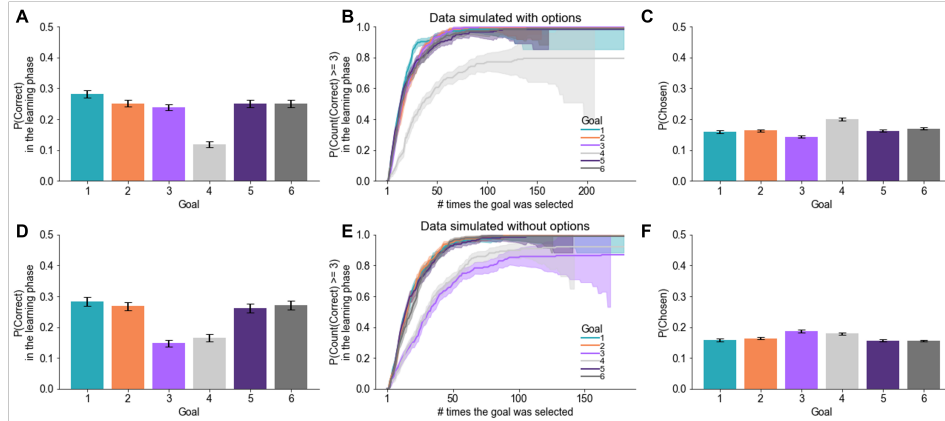 A
P(Correct)
in the learning phase
0.5
0.4
0.3
0.2
0.1
0.0
1 2 3 4 5 6
Goal
B
Data simulated with options
P(Count(Correct) >= 3)
1.0
0.8
0.6
0.4
0.2
0.0
1 50 100 150 200
# times the goal was selected
Goal
1
2
3
4
5
6
C
P(Chosen)
0.5
0.4
0.3
0.2
0.1
0.0
1 2 3 4 5 6
Goal
D
P(Correct)
in the learning phase
0.5
0.4
0.3
0.2
0.1
0.0
1 2 3 4 5 6
Goal
E
Data simulated without options
P(Count(Correct) >= 3)
1.0
0.8
0.6
0.4
0.2
0.0
1 50 100 150
# times the goal was selected
Goal
1
2
3
4
5
6
F
P(Chosen)
0.5
0.4
0.3
0.2
0.1
0.0
1 2 3 4 5 6
Goal